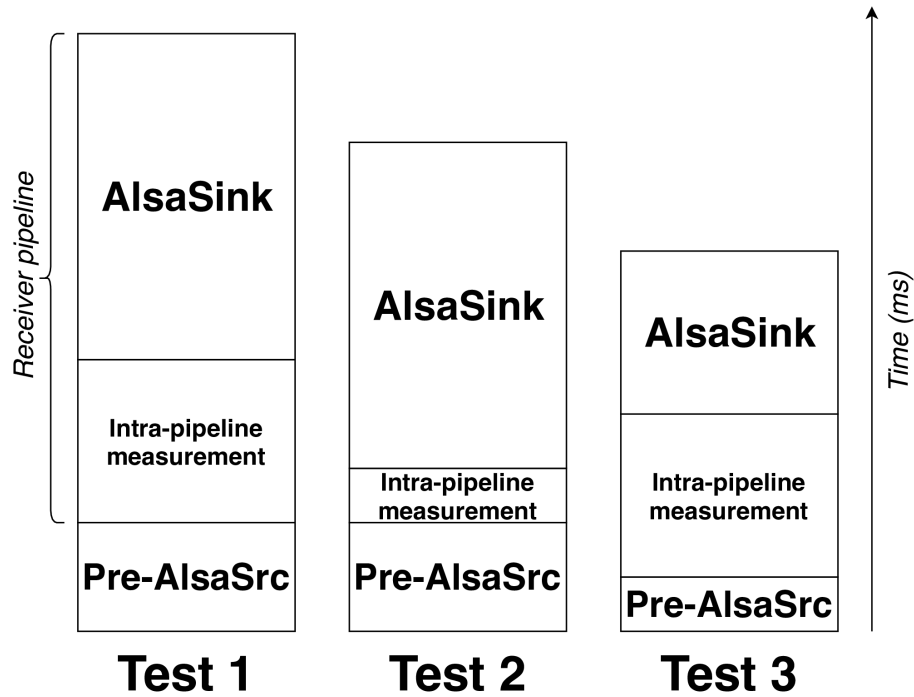 Receiver pipeline
AlsaSink
Intra-pipeline
measurement
Pre-AlsaSrc
Test 1
AlsaSink
Intra-pipeline
measurement
Pre-AlsaSrc
Test 2
AlsaSink
Intra-pipeline
measurement
Pre-AlsaSrc
Test 3
Time (ms)